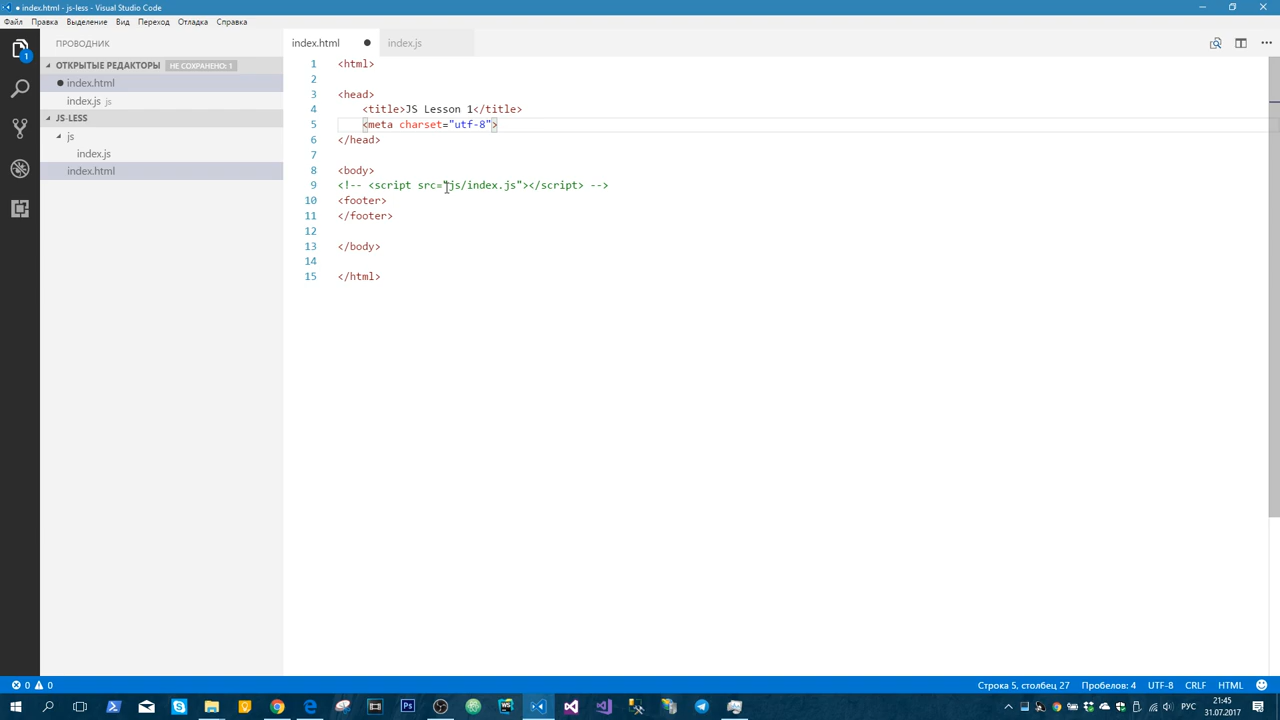 index.html - js-less - Visual Studio Code
Файл Правка Выделение Вид Переход Отладка Справка
ПРОВОДНИК
ОТКРЫТЫЕ РЕДАКТОРЫ НЕ СОХРАНЕНО: 1
index.html
index.js js
JS-LESS
js
index.js
index.html
1
index.html index.js
1 <html>
2
3 <head>
4 <title>JS Lesson 1</title>
5 <meta charset="utf-8">
6 </head>
7
8 <body>
9 <!-- <script src="js/index.js"></script> -->
10 <footer>
11 </footer>
12
13 </body>
14
15 </html>
0 0 Строка 5, столбец 27 Пробелов: 4 UTF-8 CRLF HTML
Ps WS РУС 21:45
31.07.2017